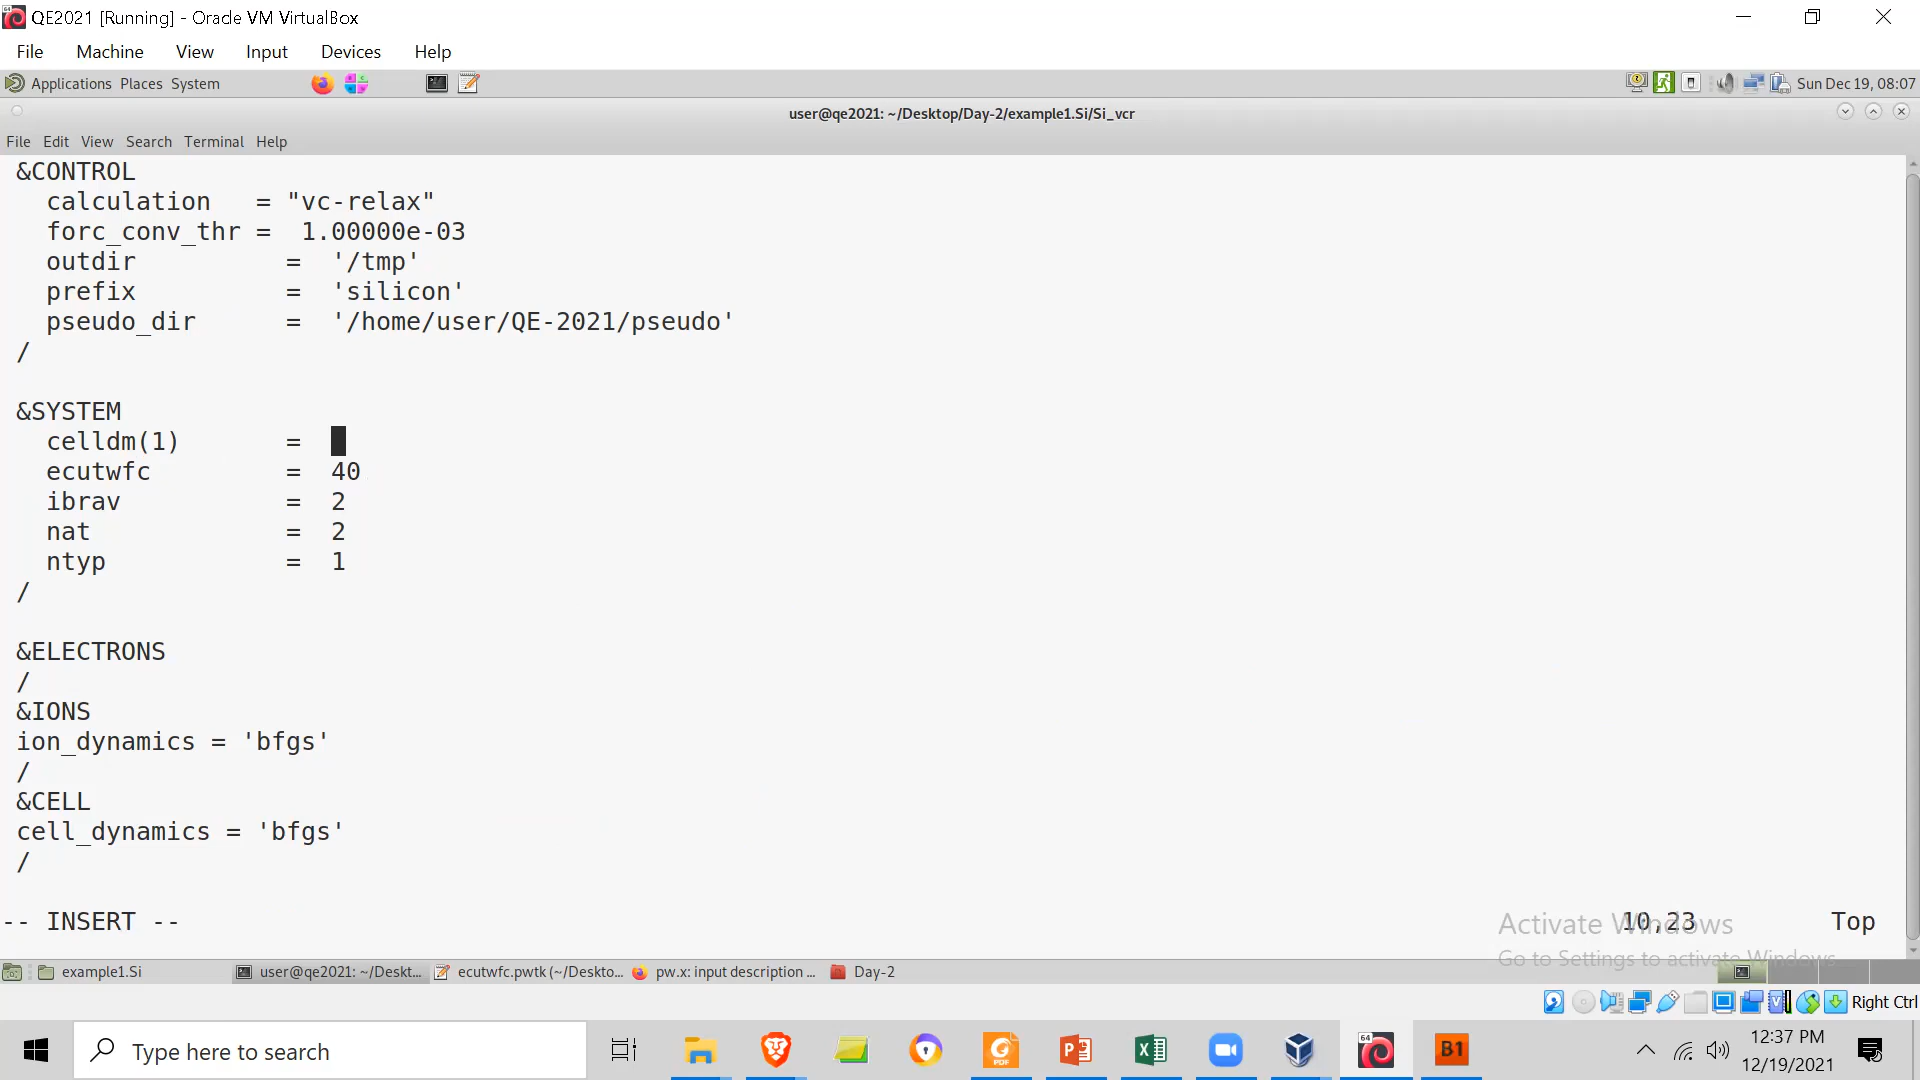 QE2021 [Running] - Oracle VM VirtualBox
File Machine View Input Devices Help
Applications Places System
Sun Dec 19, 08:07
user@qe2021: ~/Desktop/Day-2/example1.Si/Si_vcr
File Edit View Search Terminal Help
&CONTROL
calculation = "vc-relax"
forc_conv_thr = 1.00000e-03
outdir = '/tmp'
prefix = 'silicon'
pseudo_dir = '/home/user/QE-2021/pseudo'
/
&SYSTEM
celldm(1) =
ecutwfc = 40
ibrav = 2
nat = 2
ntyp = 1
/
&ELECTRONS
/
&IONS
ion_dynamics = 'bfgs'
/
&CELL
cell_dynamics = 'bfgs'
/
-- INSERT -- 10,23 Top
Activate Windows
Go to Settings to activate Windows.
example1.Si user@qe2021: ~/Deskt... ecutwfc.pwtk (~/Deskto... pw.x: input description ... Day-2
Right Ctrl
Type here to search
64
B1
12:37 PM
12/19/2021